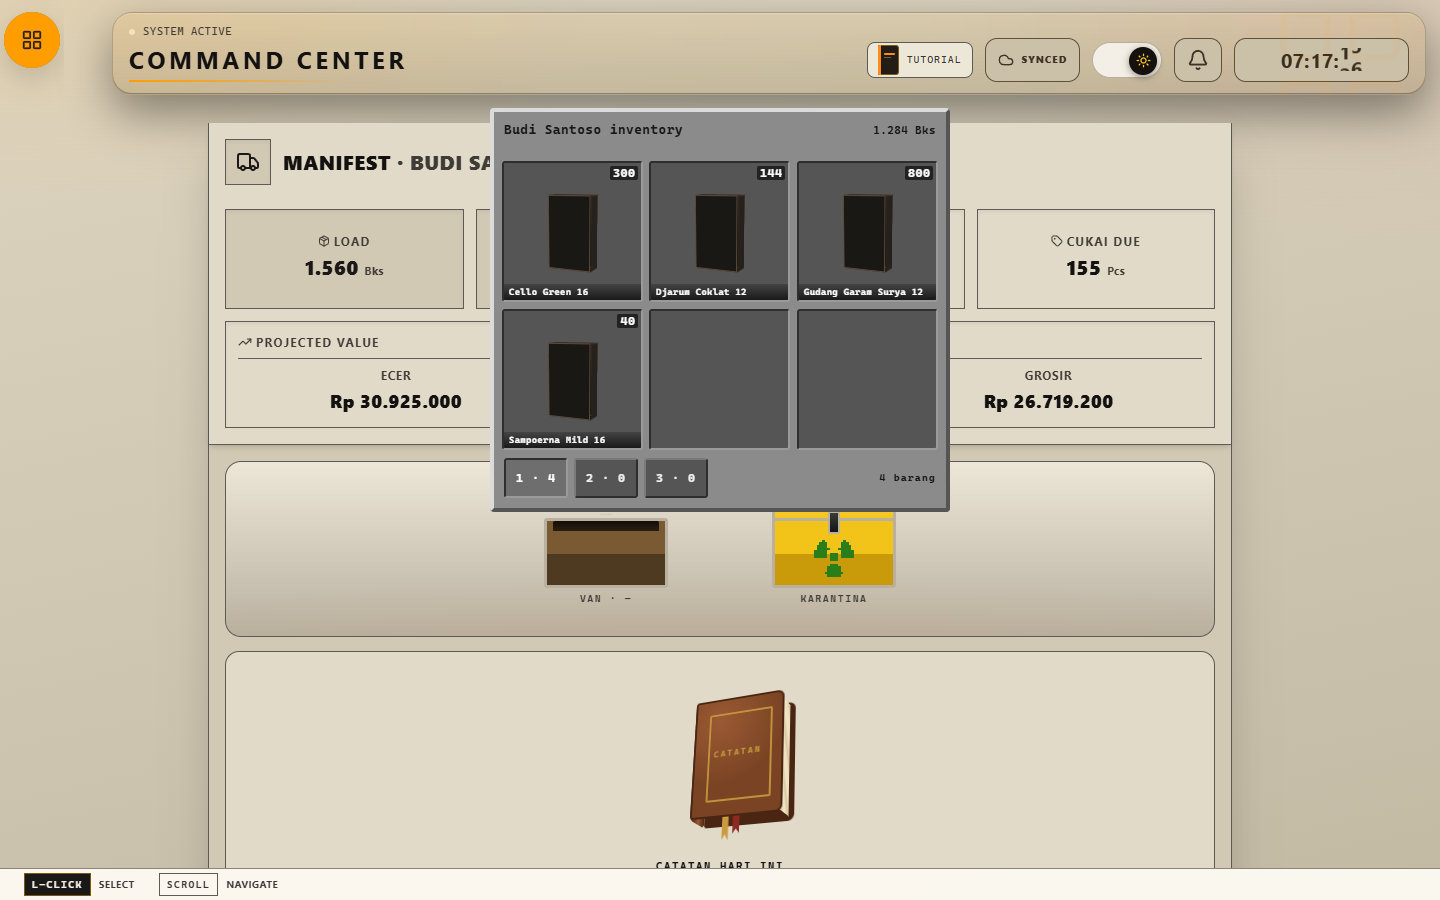 SYSTEM ACTIVE
COMMAND CENTER
TUTORIAL
SYNCED
07:17:
MANIFEST · BUDI SA
Budi Santoso inventory
1.284 Bks
300
144
800
Cello Green 16
Djarum Coklat 12
Gudang Garam Surya 12
40
Sampoerna Mild 16
1 · 4
2 · 0
3 · 0
4 barang
LOAD
1.560 Bks
CUKAI DUE
155 Pcs
PROJECTED VALUE
ECER
Rp 30.925.000
GROSIR
Rp 26.719.200
VAN · –
KARANTINA
CATATAN
CATATAN HARI INI
L-CLICK
SELECT
SCROLL
NAVIGATE